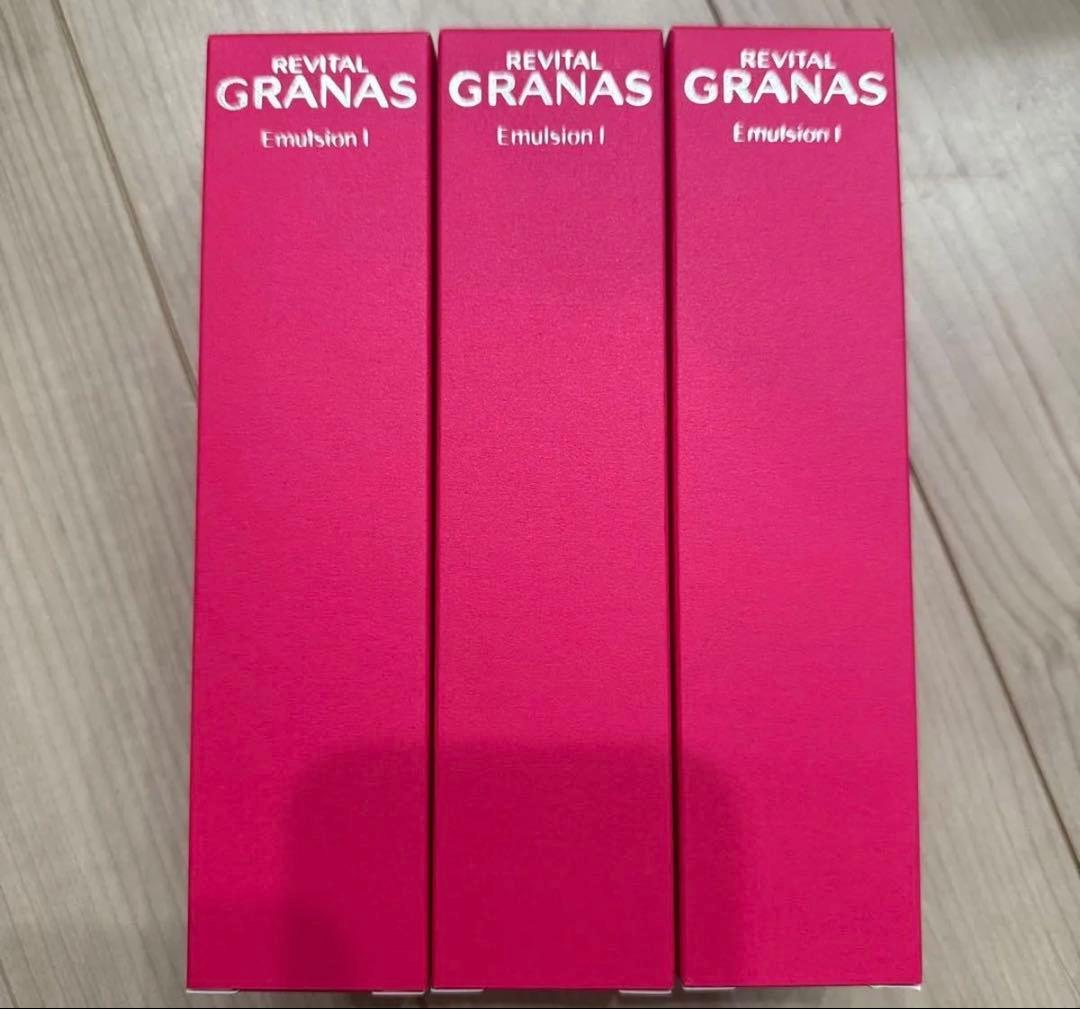 REVITAL
GRANAS
Emulsion I
REVITAL
GRANAS
Emulsion I
REVITAL
GRANAS
Emulsion I